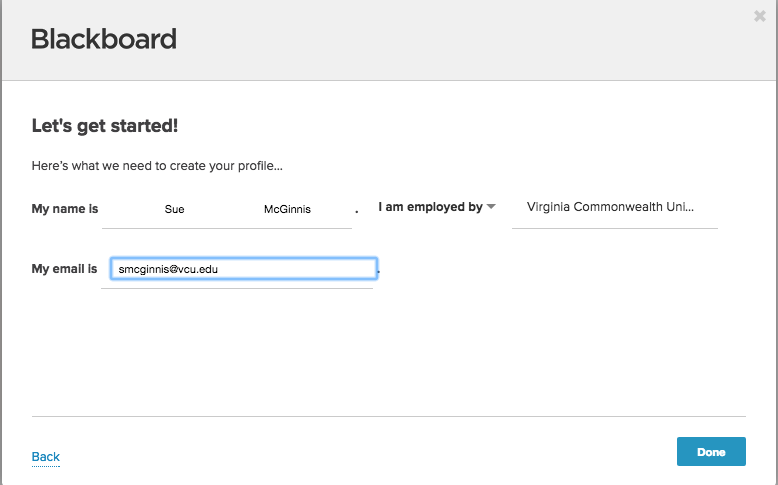 Blackboard
Let's get started!
Here's what we need to create your profile...
My name is Sue McGinnis . I am employed by Virginia Commonwealth Uni...
My email is smcginnis@vcu.edu .
Back Done